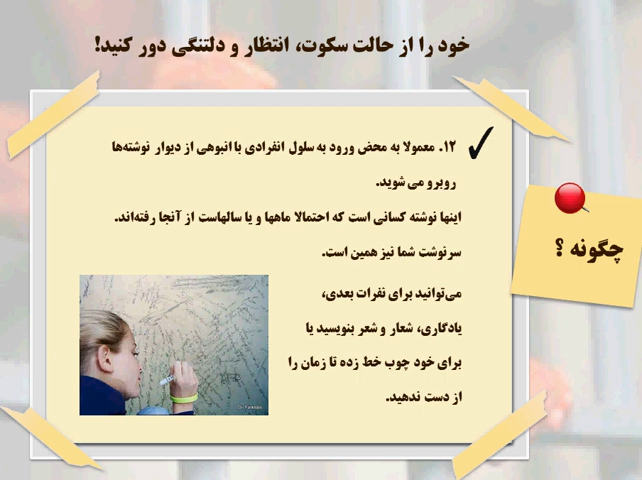 خود را از حالت سکوت، انتظار و دلتنگی دور کنید!
۱۲. معمولا به محض ورود به سلول انفرادی با انبوهی از دیوار نوشته‌ها
روبرو می شوید.
اینها نوشته کسانی است که احتمالا ماهها و یا سالهاست از آنجا رفته‌اند.
سرنوشت شما نیز همین است.
چگونه ؟
می‌توانید برای نفرات بعدی،
یادگاری، شعار و شعر بنویسید یا
برای خود چوب خط زده تا زمان را
از دست ندهید.